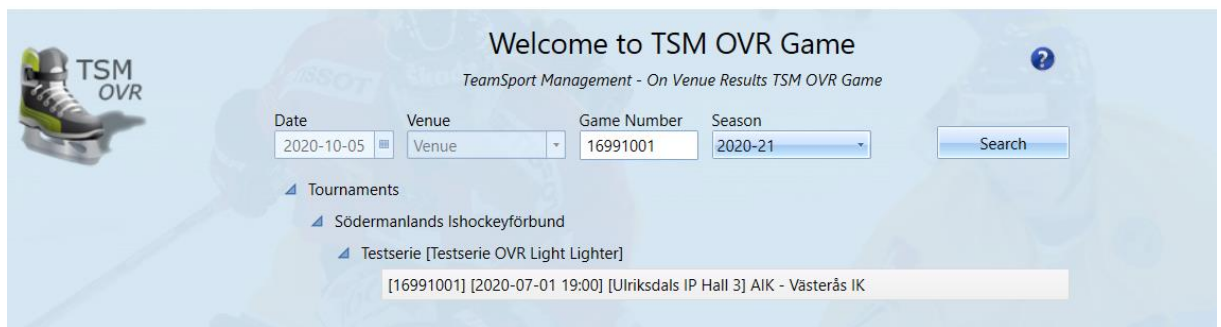 Welcome to TSM OVR Game
TSM
OVR
TeamSport Management - On Venue Results TSM OVR Game
?
Date Venue Game Number Season
2020-10-05 Venue 16991001 2020-21 Search
Tournaments
Södermanlands Ishockeyförbund
Testserie [Testserie OVR Light Lighter]
[16991001] [2020-07-01 19:00] [Ulriksdals IP Hall 3] AIK - Västerås IK
TISSOT